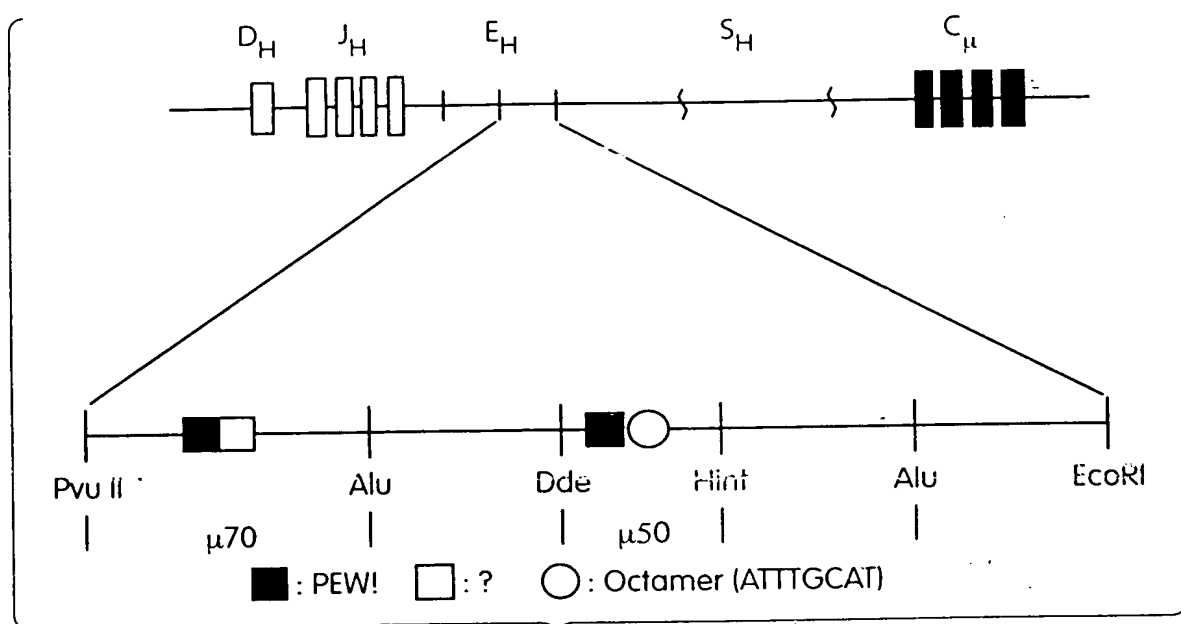 D_H J_H E_H S_H C_μ
Pvu II Alu Dde Hinf Alu EcoRI
μ70 μ50
: PEW! : ? : Octamer (ATTTGCAT)